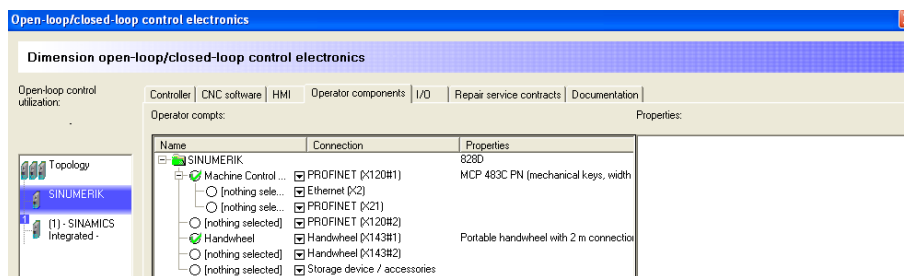 Open-loop/closed-loop control electronics
Dimension open-loop/closed-loop control electronics
Open-loop control utilization:
-
Controller CNC software HMI Operator components I/O Repair service contracts Documentation
Operator compts: Properties:
Name Connection Properties
SINUMERIK 828D
Machine Control ... PROFINET (X120#1) MCP 483C PN (mechanical keys, width
[nothing sele... Ethernet (X2)
[nothing sele... PROFINET (X21)
[nothing selected] PROFINET (X120#2)
Handwheel Handwheel (X143#1) Portable handwheel with 2 m connection
[nothing selected] Handwheel (X143#2)
[nothing selected] Storage device / accessories
Topology
SINUMERIK
1
(1) - SINAMICS
Integrated -